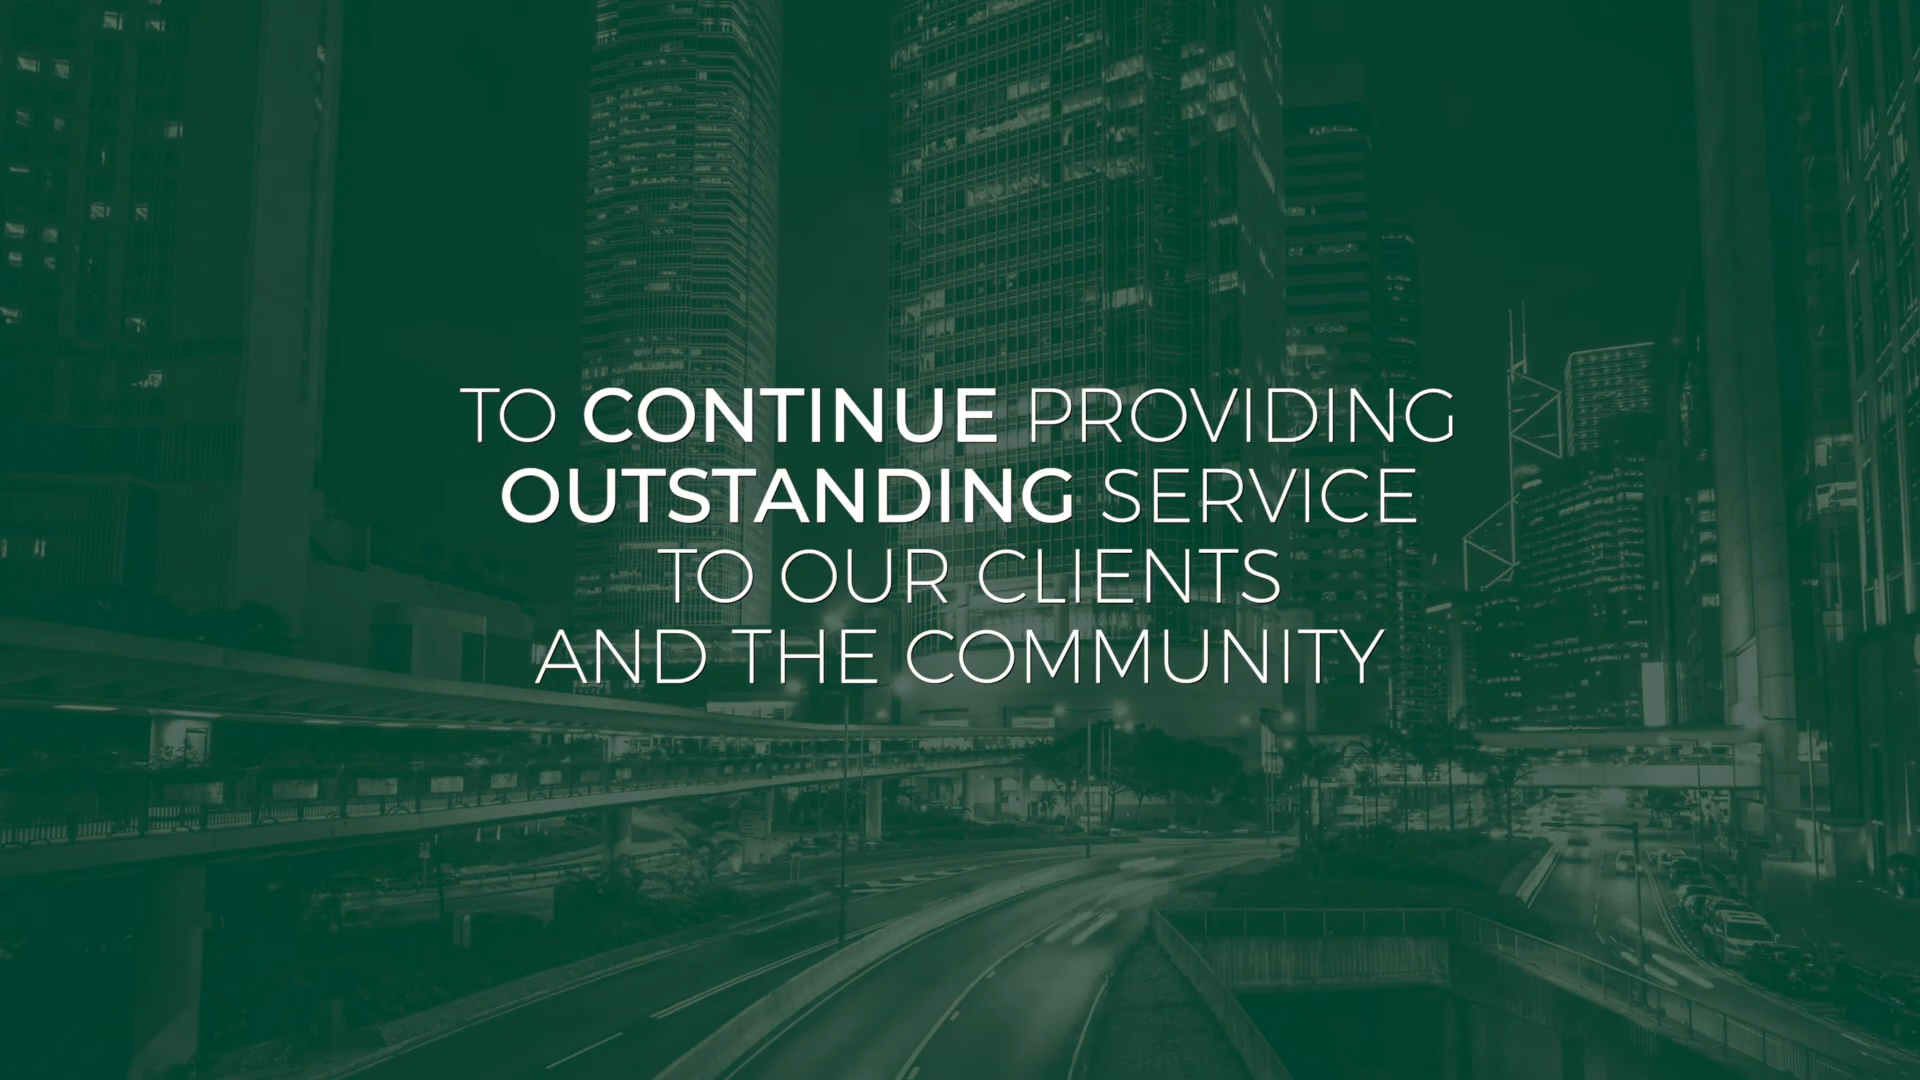 TO CONTINUE PROVIDING
OUTSTANDING SERVICE
TO OUR CLIENTS
AND THE COMMUNITY